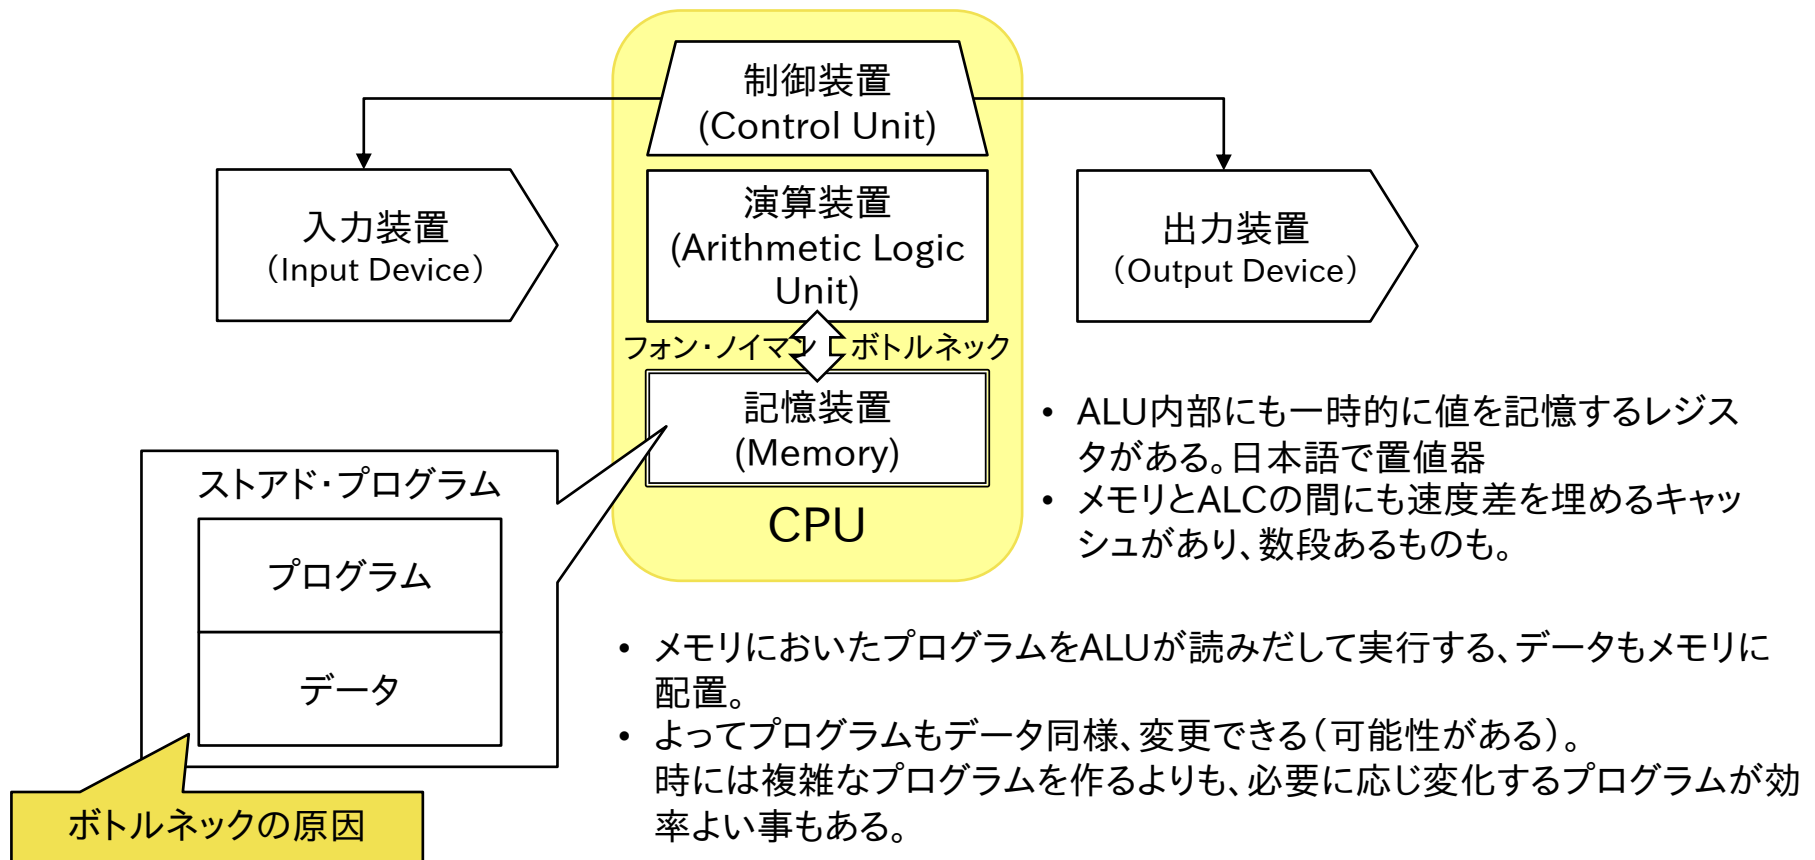 制御装置
(Control Unit)
入力装置
（Input Device）
演算装置
(Arithmetic Logic
Unit)
出力装置
（Output Device）
フォン・ノイマン ボトルネック
記憶装置
(Memory)
CPU
ストアド・プログラム
プログラム
データ
ボトルネックの原因
• ALU内部にも一時的に値を記憶するレジス
タがある。日本語で置値器
• メモリとALCの間にも速度差を埋めるキャッ
シュがあり、数段あるものも。
• メモリにおいたプログラムをALUが読みだして実行する、データもメモリに
配置。
• よってプログラムもデータ同様、変更できる（可能性がある）。
時には複雑なプログラムを作るよりも、必要に応じ変化するプログラムが効
率よい事もある。